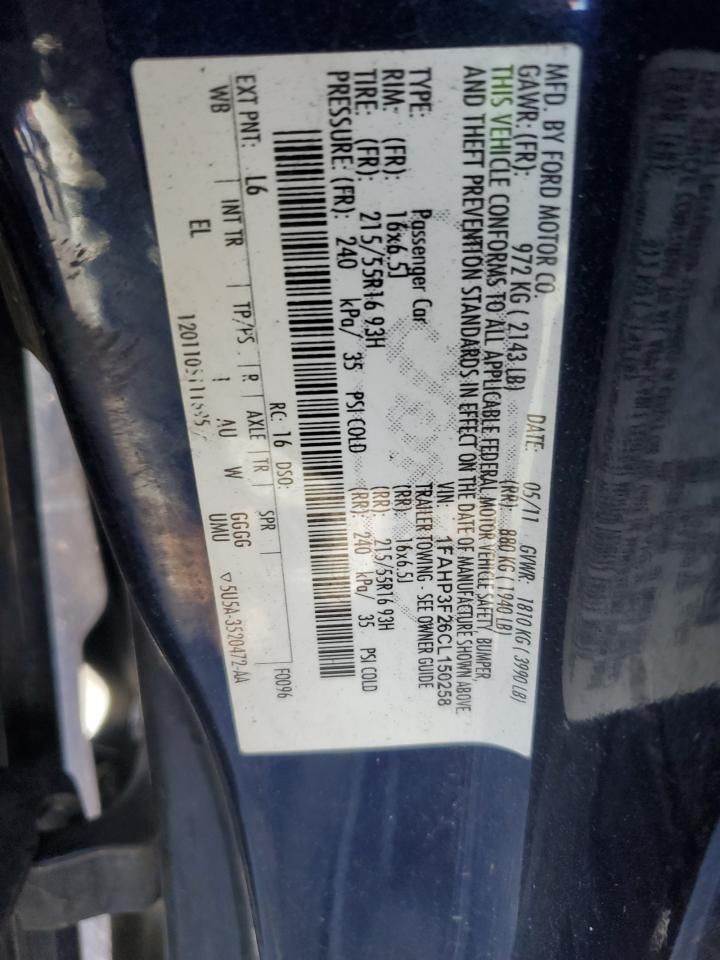 MFD. BY FORD MOTOR CO.
DATE: 05/11 GVWR: 1810 KG ( 3990 LB)
GAWR: (FR): 972 KG ( 2143 LB) (RR): 880 KG ( 1940 LB)
THIS VEHICLE CONFORMS TO ALL APPLICABLE FEDERAL MOTOR VEHICLE SAFETY, BUMPER,
AND THEFT PREVENTION STANDARDS IN EFFECT ON THE DATE OF MANUFACTURE SHOWN ABOVE.
VIN: 1FAHP3F26CL150258
TYPE: Passenger Car TRAILER TOWING - SEE OWNER GUIDE
RIM: (FR): 16x6.5J (RR): 16x6.5J
TIRE: (FR): 215/55R16 93H (RR): 215/55R16 93H
PRESSURE: (FR): 240 kPa/ 35 PSI COLD (RR): 240 kPa/ 35 PSI COLD
F0096
EXT PNT: L6 RC: 16 DSO:
WB INT TR TP/PS R AXLE TR SPR
EL I AU W GGGG
UMU
▽5U5A-3520472-AA